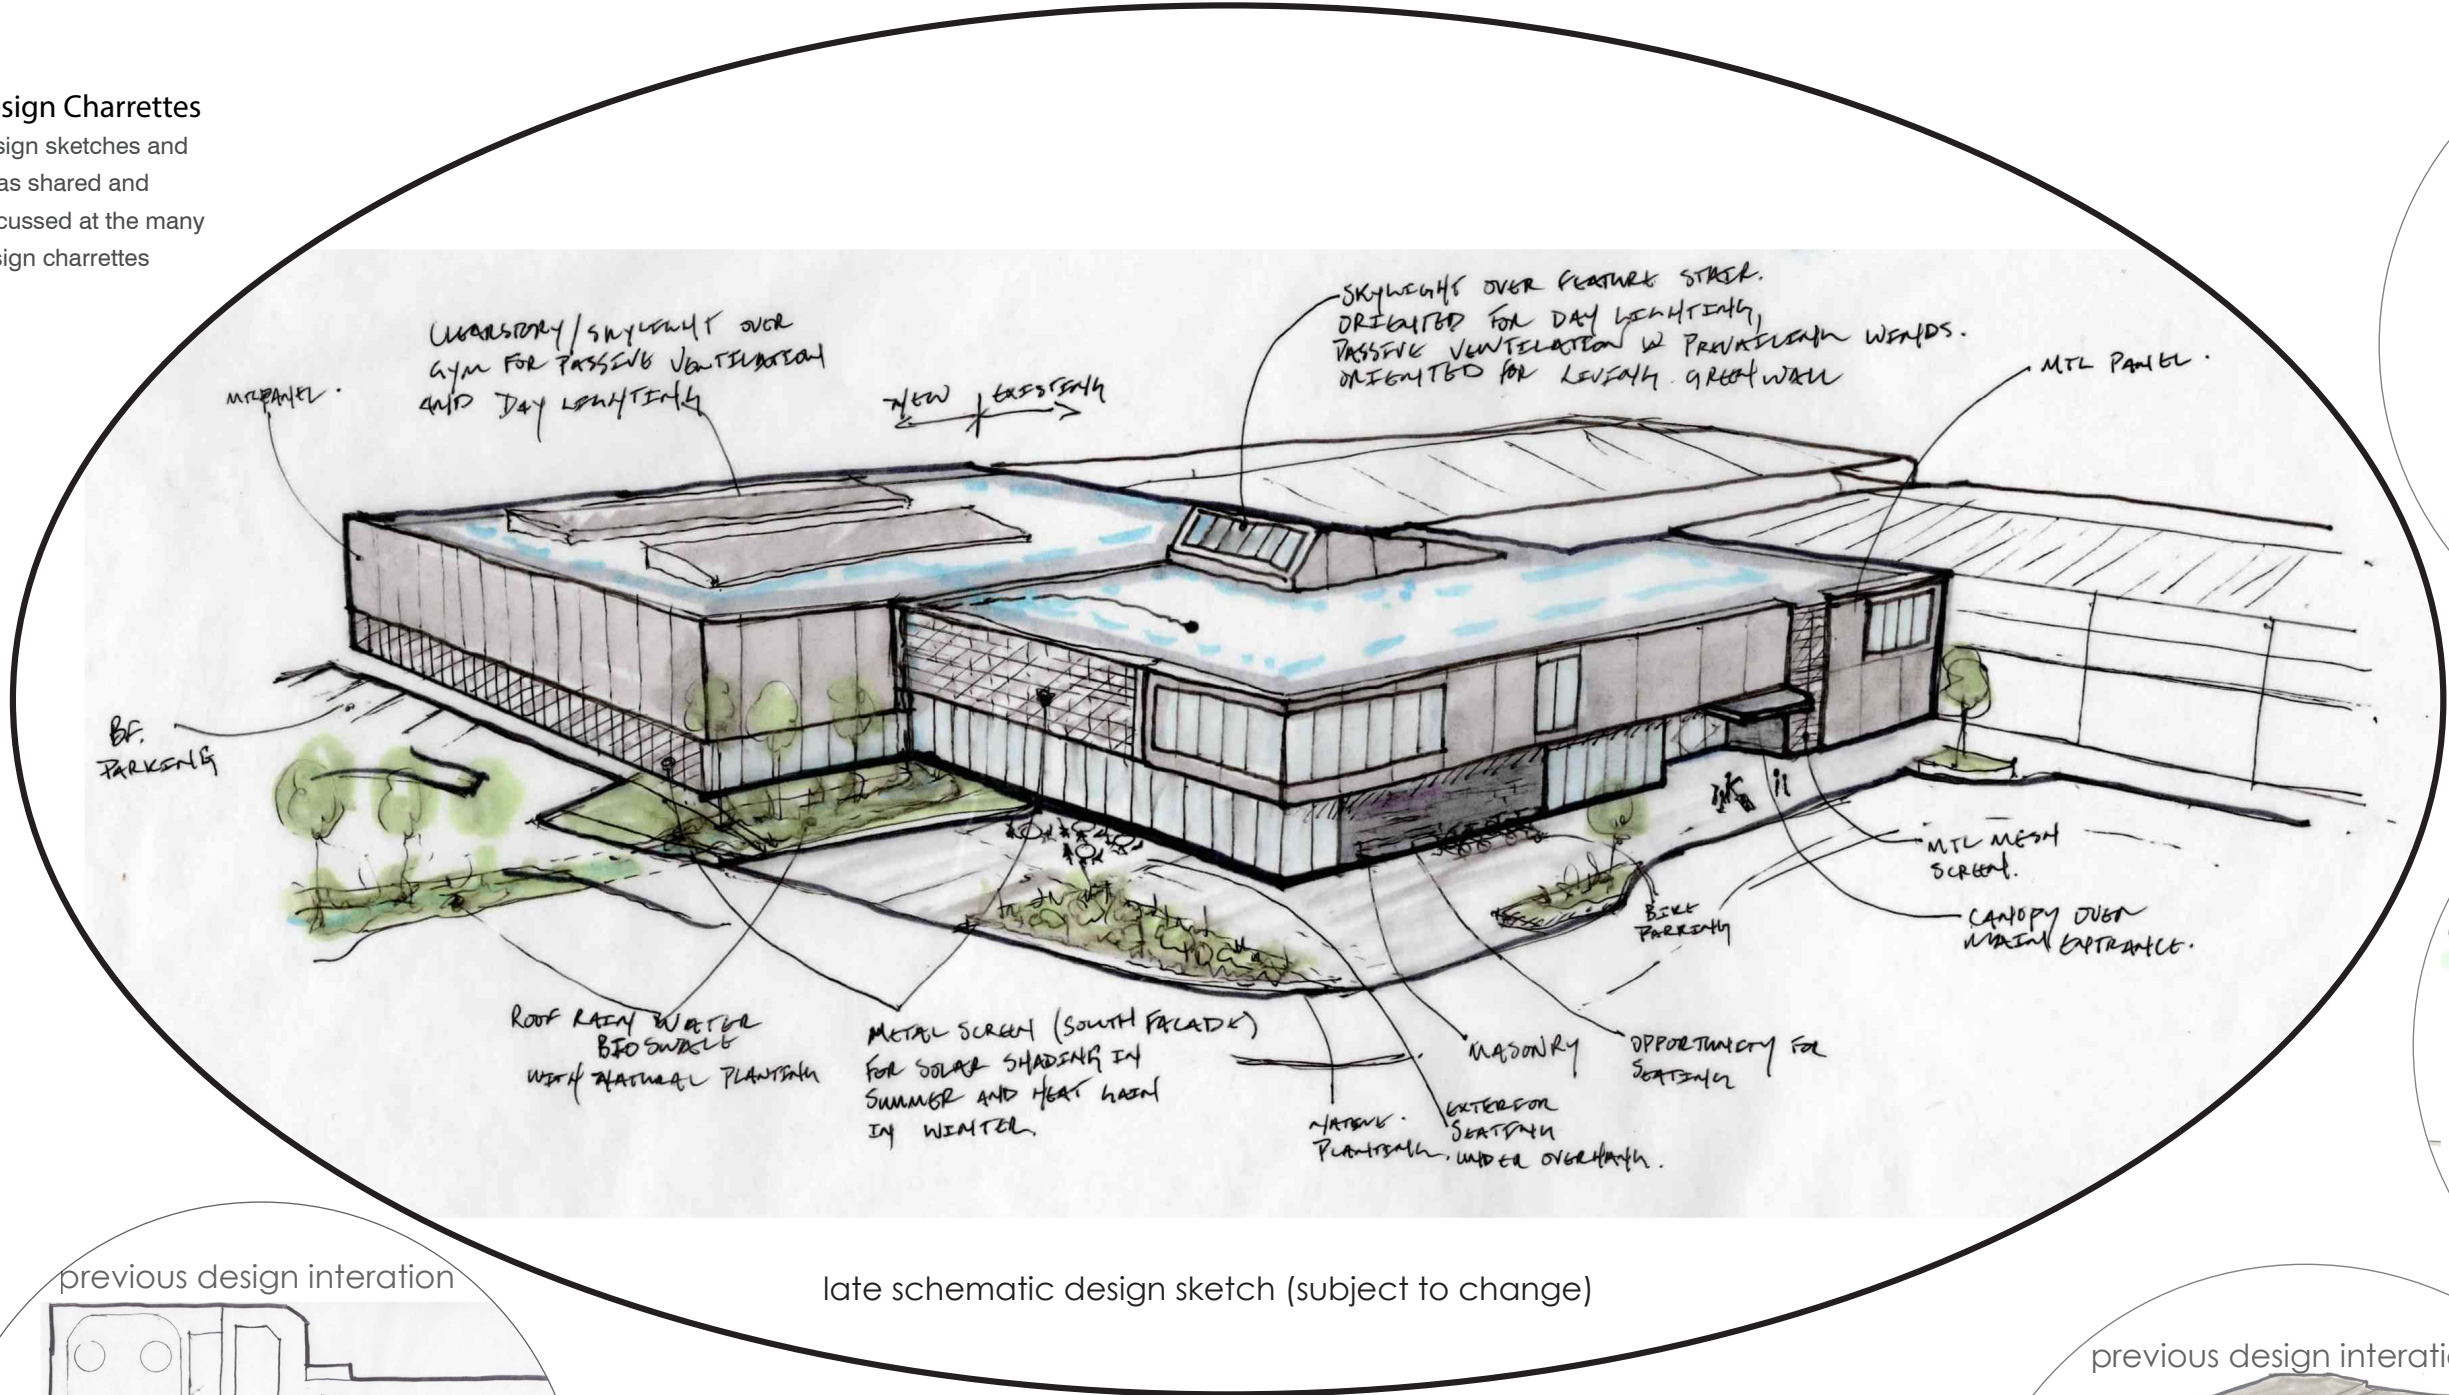 sign Charrettes
sign sketches and
as shared and
cussed at the many
sign charrettes
SKYLIGHT OVER FEATURE STAIR.
ORIENTED FOR DAY LIGHTING,
PASSIVE VENTILATION W PREVAILING WINDS.
ORIENTED FOR LIVING GREEN WALL
CLEARSTORY/SKYLIGHT OVER
GYM FOR PASSIVE VENTILATION
AND DAY LIGHTING
MTL PANEL.
NEW EXISTING
MTL PANEL.
BF.
PARKING
MTL MESH
SCREEN.
CANOPY OVER
MAIN ENTRANCE.
BIKE
PARKING
ROOF RAIN WATER
BIOSWALE
WITH NATURAL PLANTING
METAL SCREEN (SOUTH FACADE)
FOR SOLAR SHADING IN
SUMMER AND HEAT GAIN
IN WINTER.
MASONRY
OPPORTUNITY FOR
SEATING
NATIVE.
PLANTING.
EXTERIOR
SEATING
UNDER OVERHANG.
late schematic design sketch (subject to change)
previous design interation
previous design interati